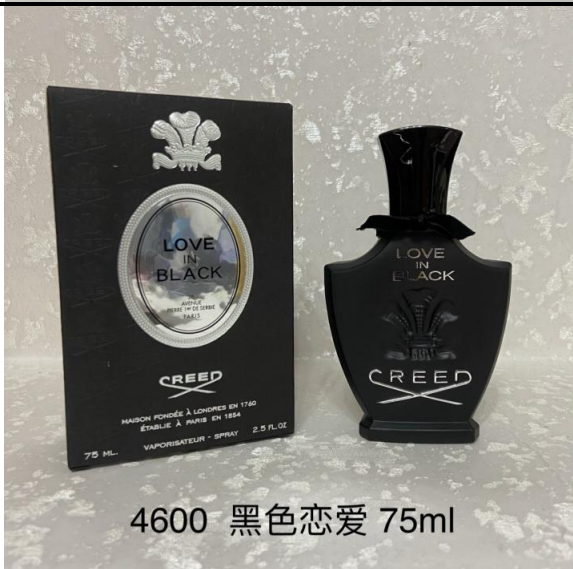 LOVE
IN
BLACK
AVENUE
PIERRE 1ER DE SERBIE
PARIS
CREED
MAISON FONDÉE À LONDRES EN 1760
ÉTABLIE À PARIS EN 1854
75 ML. VAPORISATEUR - SPRAY 2.5 FL.OZ
LOVE
IN
BLACK
CREED
4600 黑色恋爱 75ml